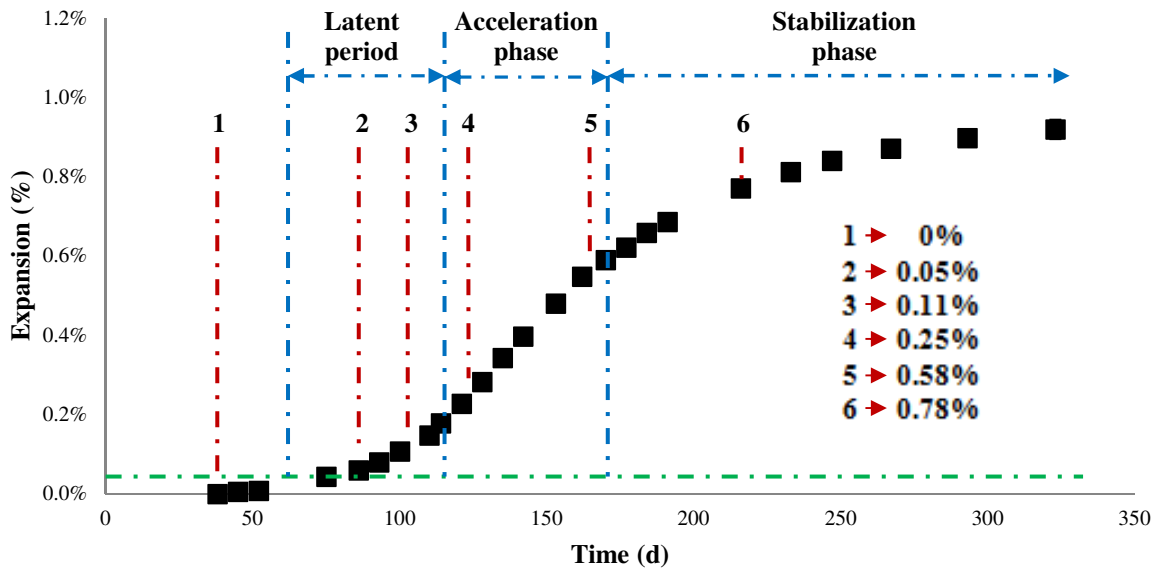 1.2%
Latent
period
Acceleration
phase
Stabilization
phase
1.0%
1 2 3 4 5 6
0.8%
Expansion (%)
0.6%
1 0%
2 0.05%
3 0.11%
4 0.25%
5 0.58%
6 0.78%
0.4%
0.2%
0.0%
0 50 100 150 200 250 300 350
Time (d)